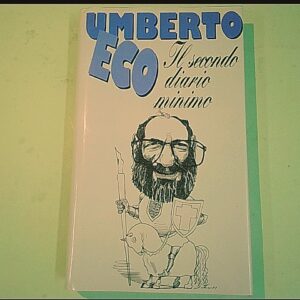 UMBERTO
ECO
Il secondo
diario
minimo